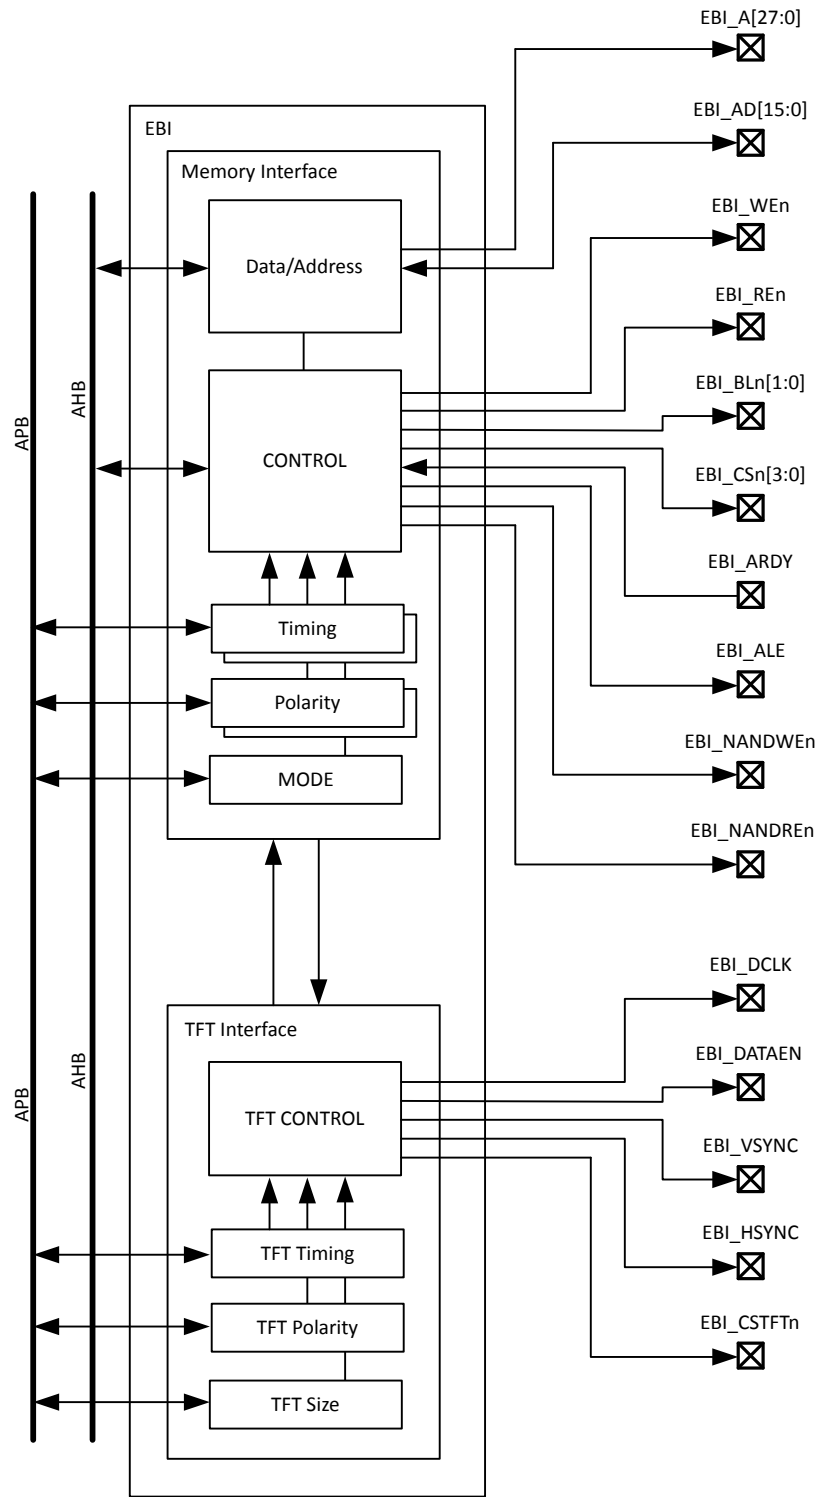 EBI_A[27:0]
EBI_AD[15:0]
EBI
Memory Interface
EBI_WEn
Data/Address
EBI_REn
EBI_BLn[1:0]
APB
AHB
CONTROL
EBI_CSn[3:0]
EBI_ARDY
Timing
EBI_ALE
Polarity
EBI_NANDWEn
MODE
EBI_NANDREn
EBI_DCLK
TFT Interface
EBI_DATAEN
APB
AHB
TFT CONTROL
EBI_VSYNC
EBI_HSYNC
TFT Timing
EBI_CSTFTn
TFT Polarity
TFT Size